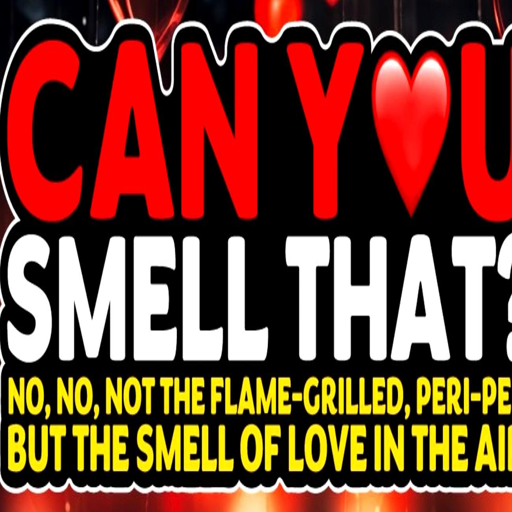 CAN Y❤️U
SMELL THAT?
NO, NO, NOT THE FLAME-GRILLED, PERI-PE
BUT THE SMELL OF LOVE IN THE AI